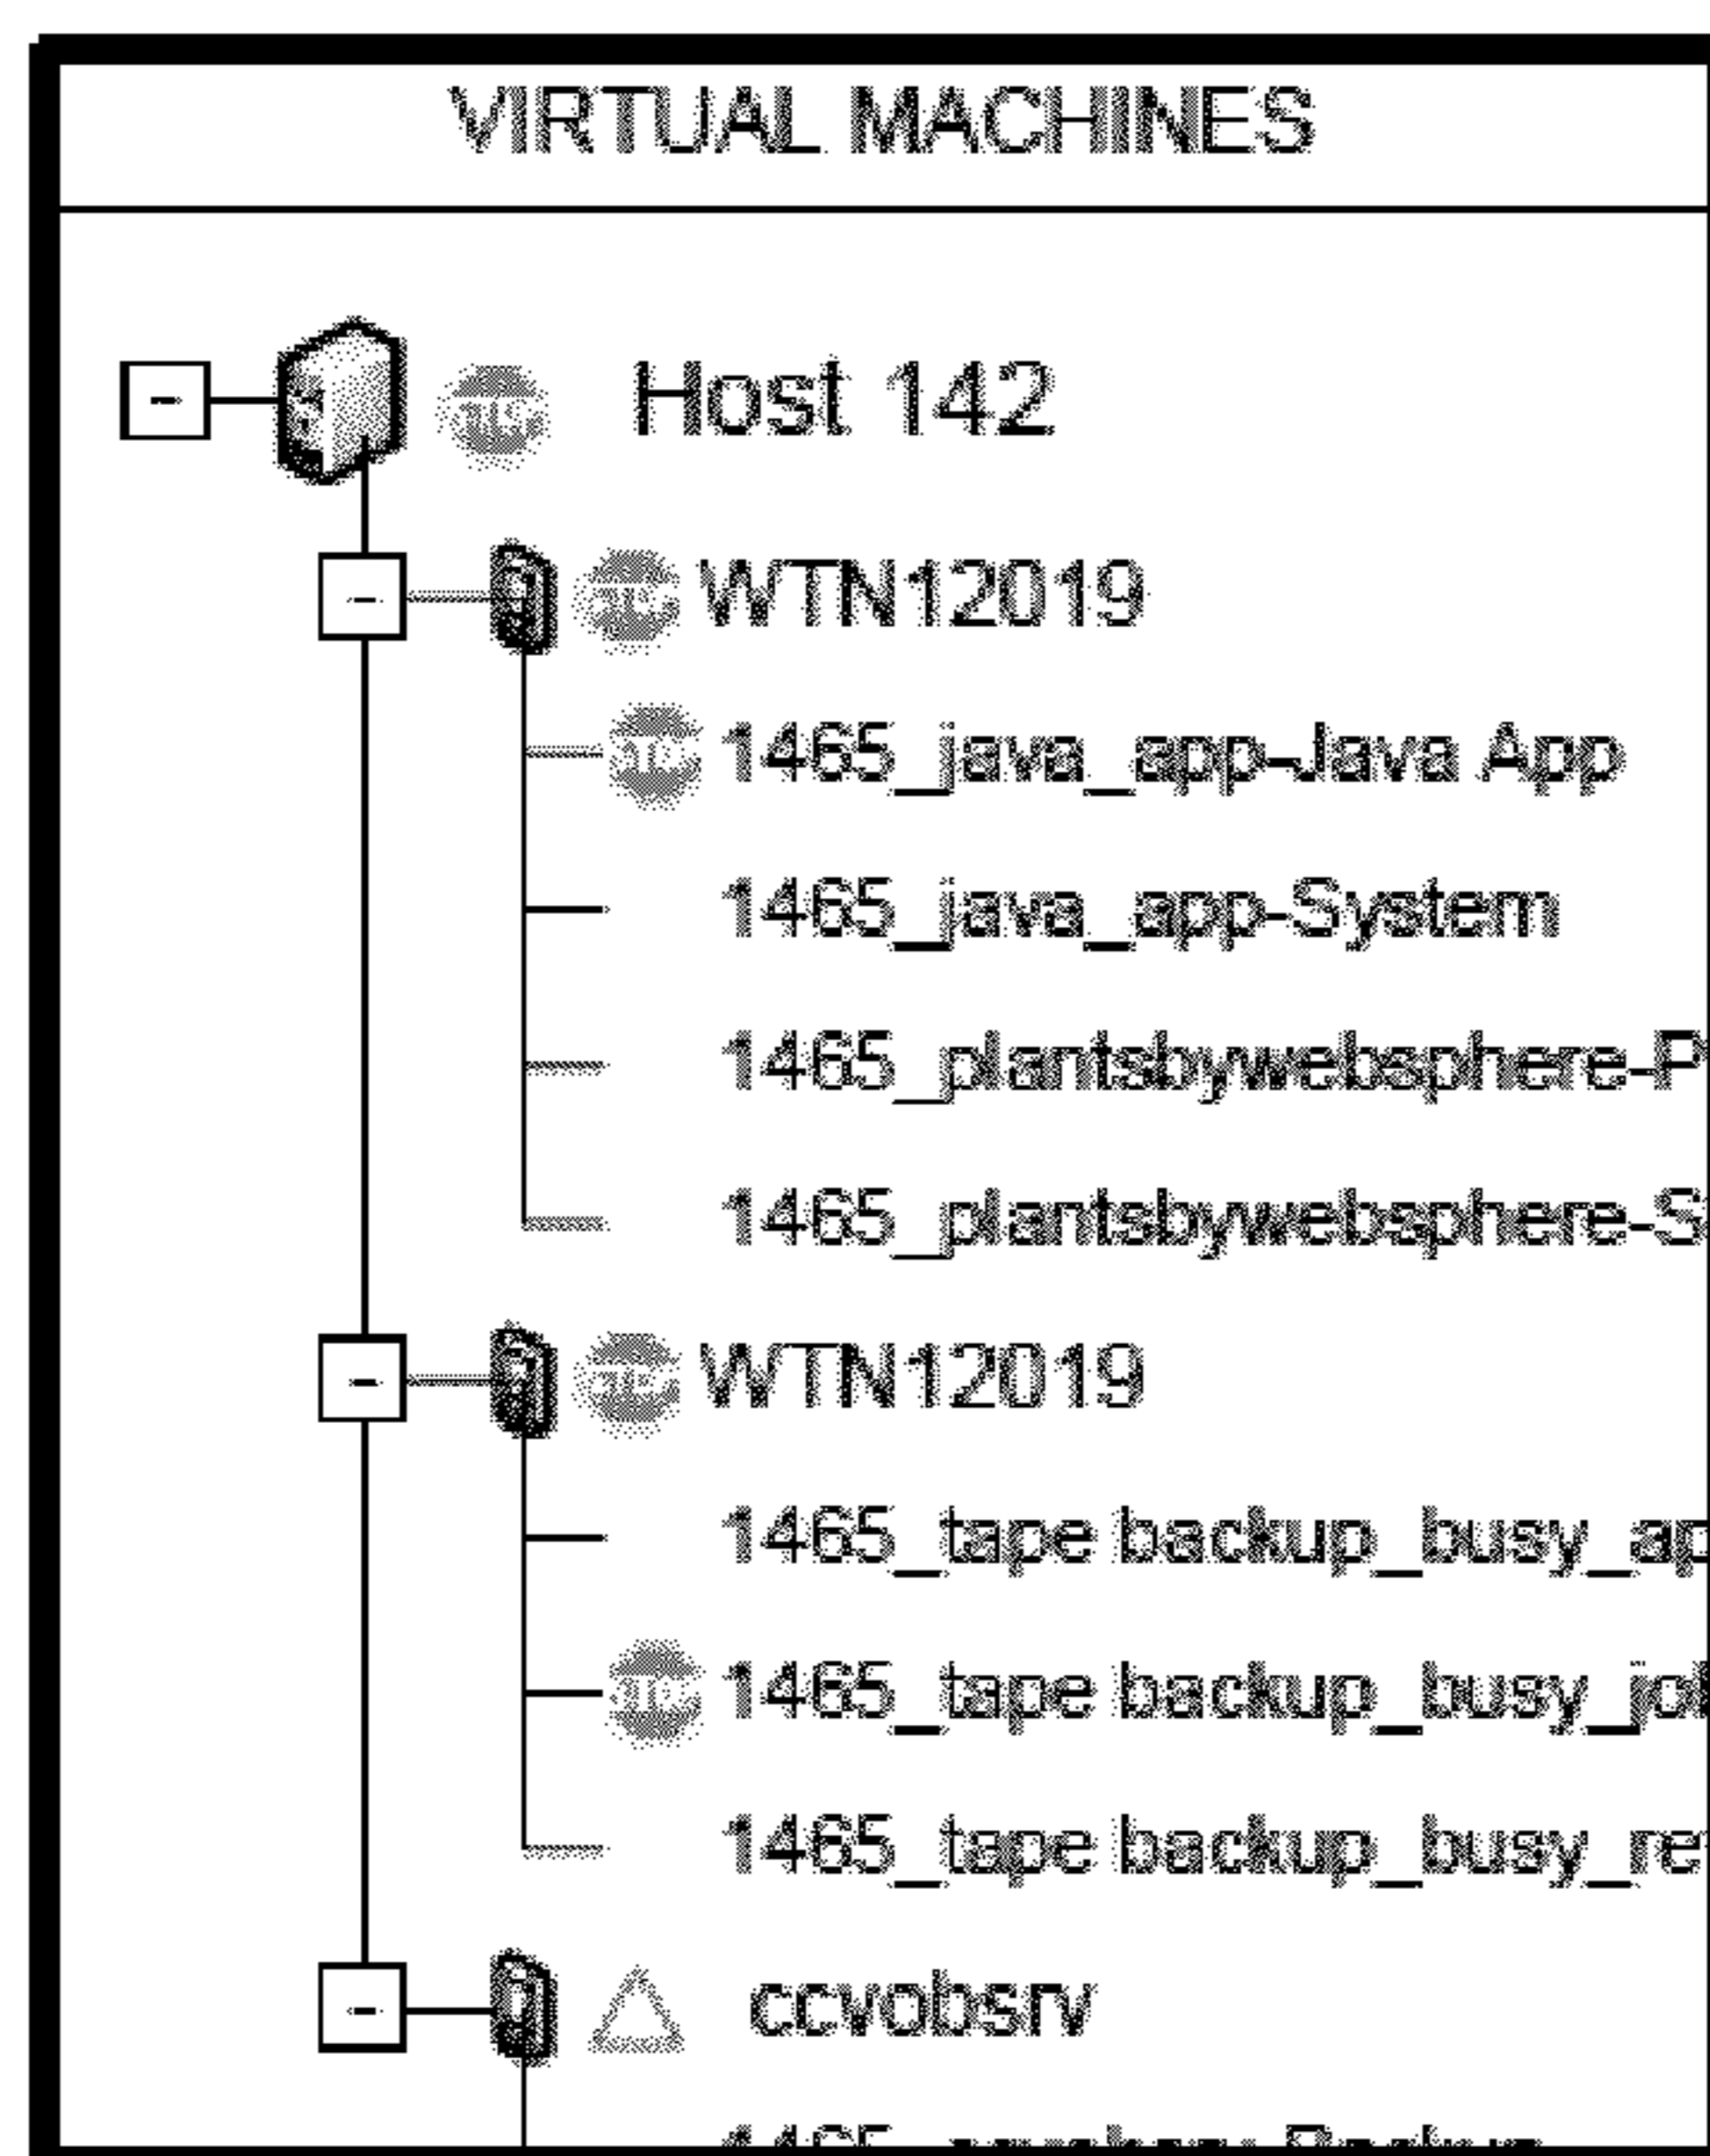 VIRTUAL MACHINES
Host 142
WTN12019
1465_java_app-Java App
1465_java_app-System
1465_plantsbywebsphere-P
1465_plantsbywebsphere-S
WTN12019
1465_tape backup_busy_ap
1465_tape backup_busy
1465_tape backup_busy_re
ccvobsrv